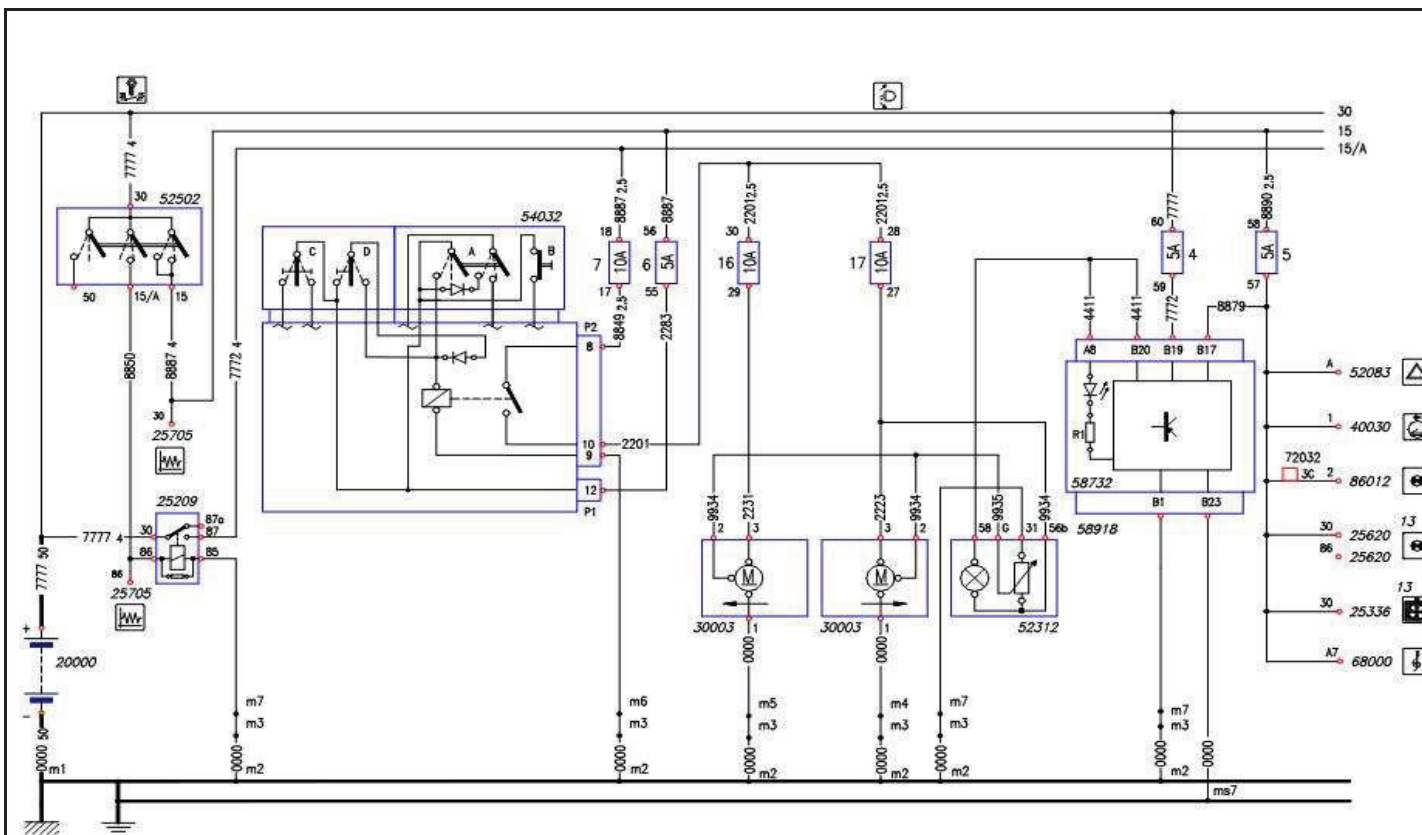 30
15
15/A
7777 4
30 52502
50 15/A 15
8850
8887 4
7772 4
30
25705
25209
87a
30 87
7777 4
86 85
86
25705
7777 50
+
20000
-
0000 50
m1
m7
m3
0000
m2
54032
C D A B
P2
8
10
9
12
P1
8887 2.5
18
7 10A
17
8849 2.5
8887
56
6 5A
55
2283
2201
m6
m3
0000
m2
2201 2.5
30
16 10A
29
2201 2.5
28
17 10A
27
9934 2231
2 3
M
30003 1
0000
m5
m3
0000
m2
2223 9934
3 2
M
30003 1
0000
m4
m3
0000
m2
9935 9934
58 G 31 56b
52312
m7
m3
0000
m2
7777
60
5A 4
59
7772
8890 2.5
58
5A 5
57
8879
4411 4411
A8 B20 B19 B17
R1
58732
B1 B23
58918
m7
m3
0000
m2
0000
ms7
A 52083
1 40030
72032
3C 2 86012
30 25620 13
86 25620
13
30 25336
A7 68000